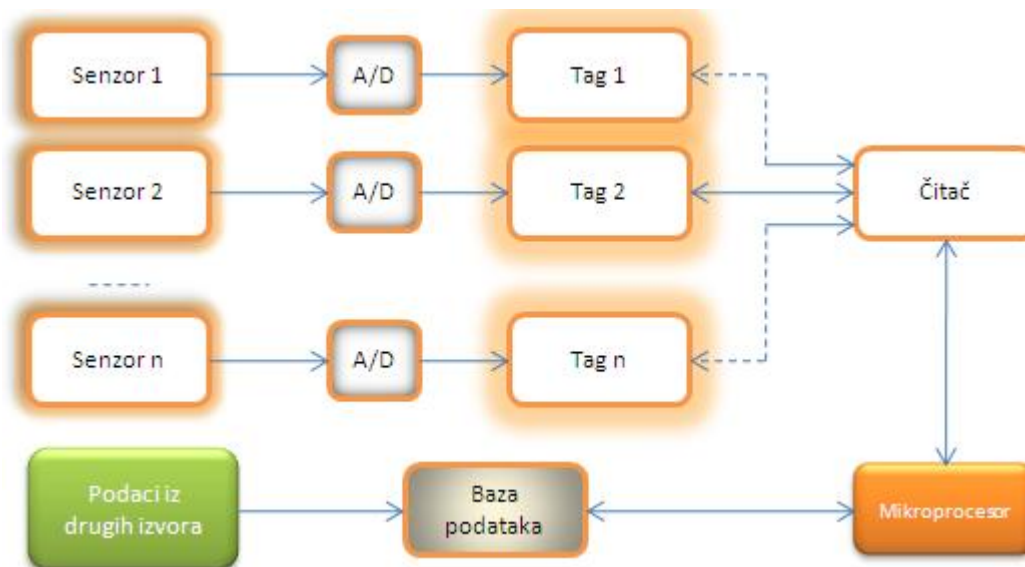 Senzor 1
A/D
Tag 1
Senzor 2
A/D
Tag 2
Čitač
Senzor n
A/D
Tag n
Podaci iz
drugih izvora
Baza
podataka
Mikroprocesor